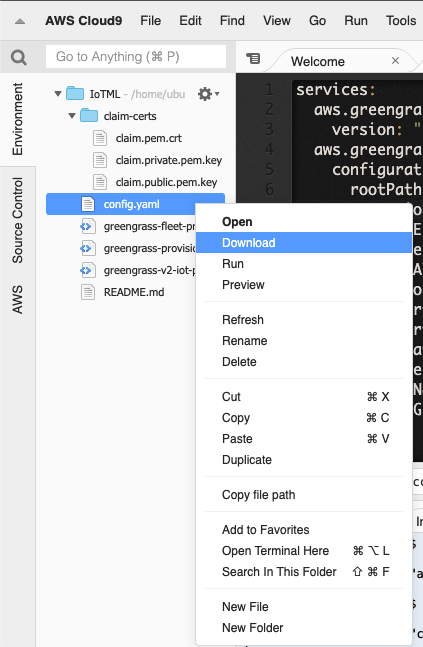 AWS Cloud9 File Edit Find View Go Run Tools
Go to Anything (⌘ P)
Welcome ×
Environment
Source Control
AWS
IoTML - /home/ubu
claim-certs
claim.pem.crt
claim.private.pem.key
claim.public.pem.key
config.yaml
greengrass-fleet-pr
greengrass-provisio
greengrass-v2-iot-p
README.md
1 services:
2 aws.greengra
3 version: "
4 aws.greengra
5 configurat
6 rootPath
Open
Download
Run
Preview
Refresh
Rename
Delete
Cut ⌘ X
Copy ⌘ C
Paste ⌘ V
Duplicate
Copy file path
Add to Favorites
Open Terminal Here ⌘ ⌥ L
Search In This Folder ⇧ ⌘ F
New File
New Folder